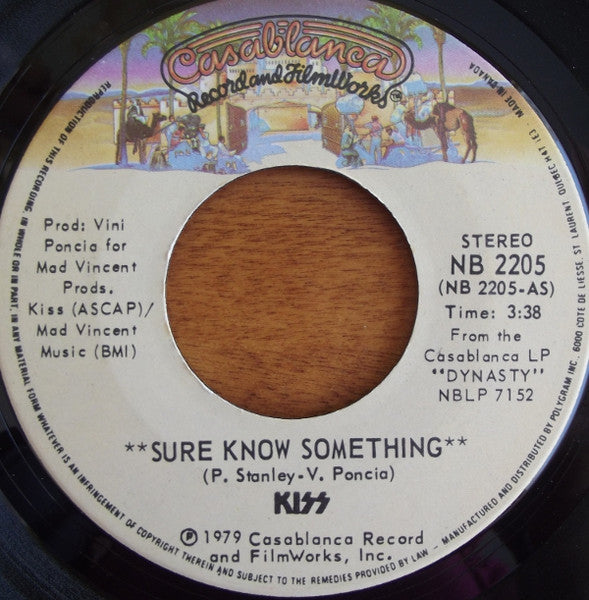 Casablanca
Record and FilmWorks™
MADE IN CANADA
Prod: Vini
Poncia for
Mad Vincent
Prods.
Kiss (ASCAP)/
Mad Vincent
Music (BMI)
STEREO
NB 2205
(NB 2205-AS)
Time: 3:38
From the
Casablanca LP
"DYNASTY"
NBLP 7152
**SURE KNOW SOMETHING**
(P. Stanley-V. Poncia)
KISS
℗ 1979 Casablanca Record
and FilmWorks, Inc.
REPRODUCTION OF THIS RECORDING, IN WHOLE OR IN PART, IN ANY MATERIAL FORM WHATEVER IS AN INFRINGEMENT OF COPYRIGHT THEREIN AND SUBJECT TO THE REMEDIES PROVIDED BY LAW – MANUFACTURED AND DISTRIBUTED BY POLYGRAM INC. 6000 COTE DE LIESSE, ST LAURENT QUEBEC H4T 1E3